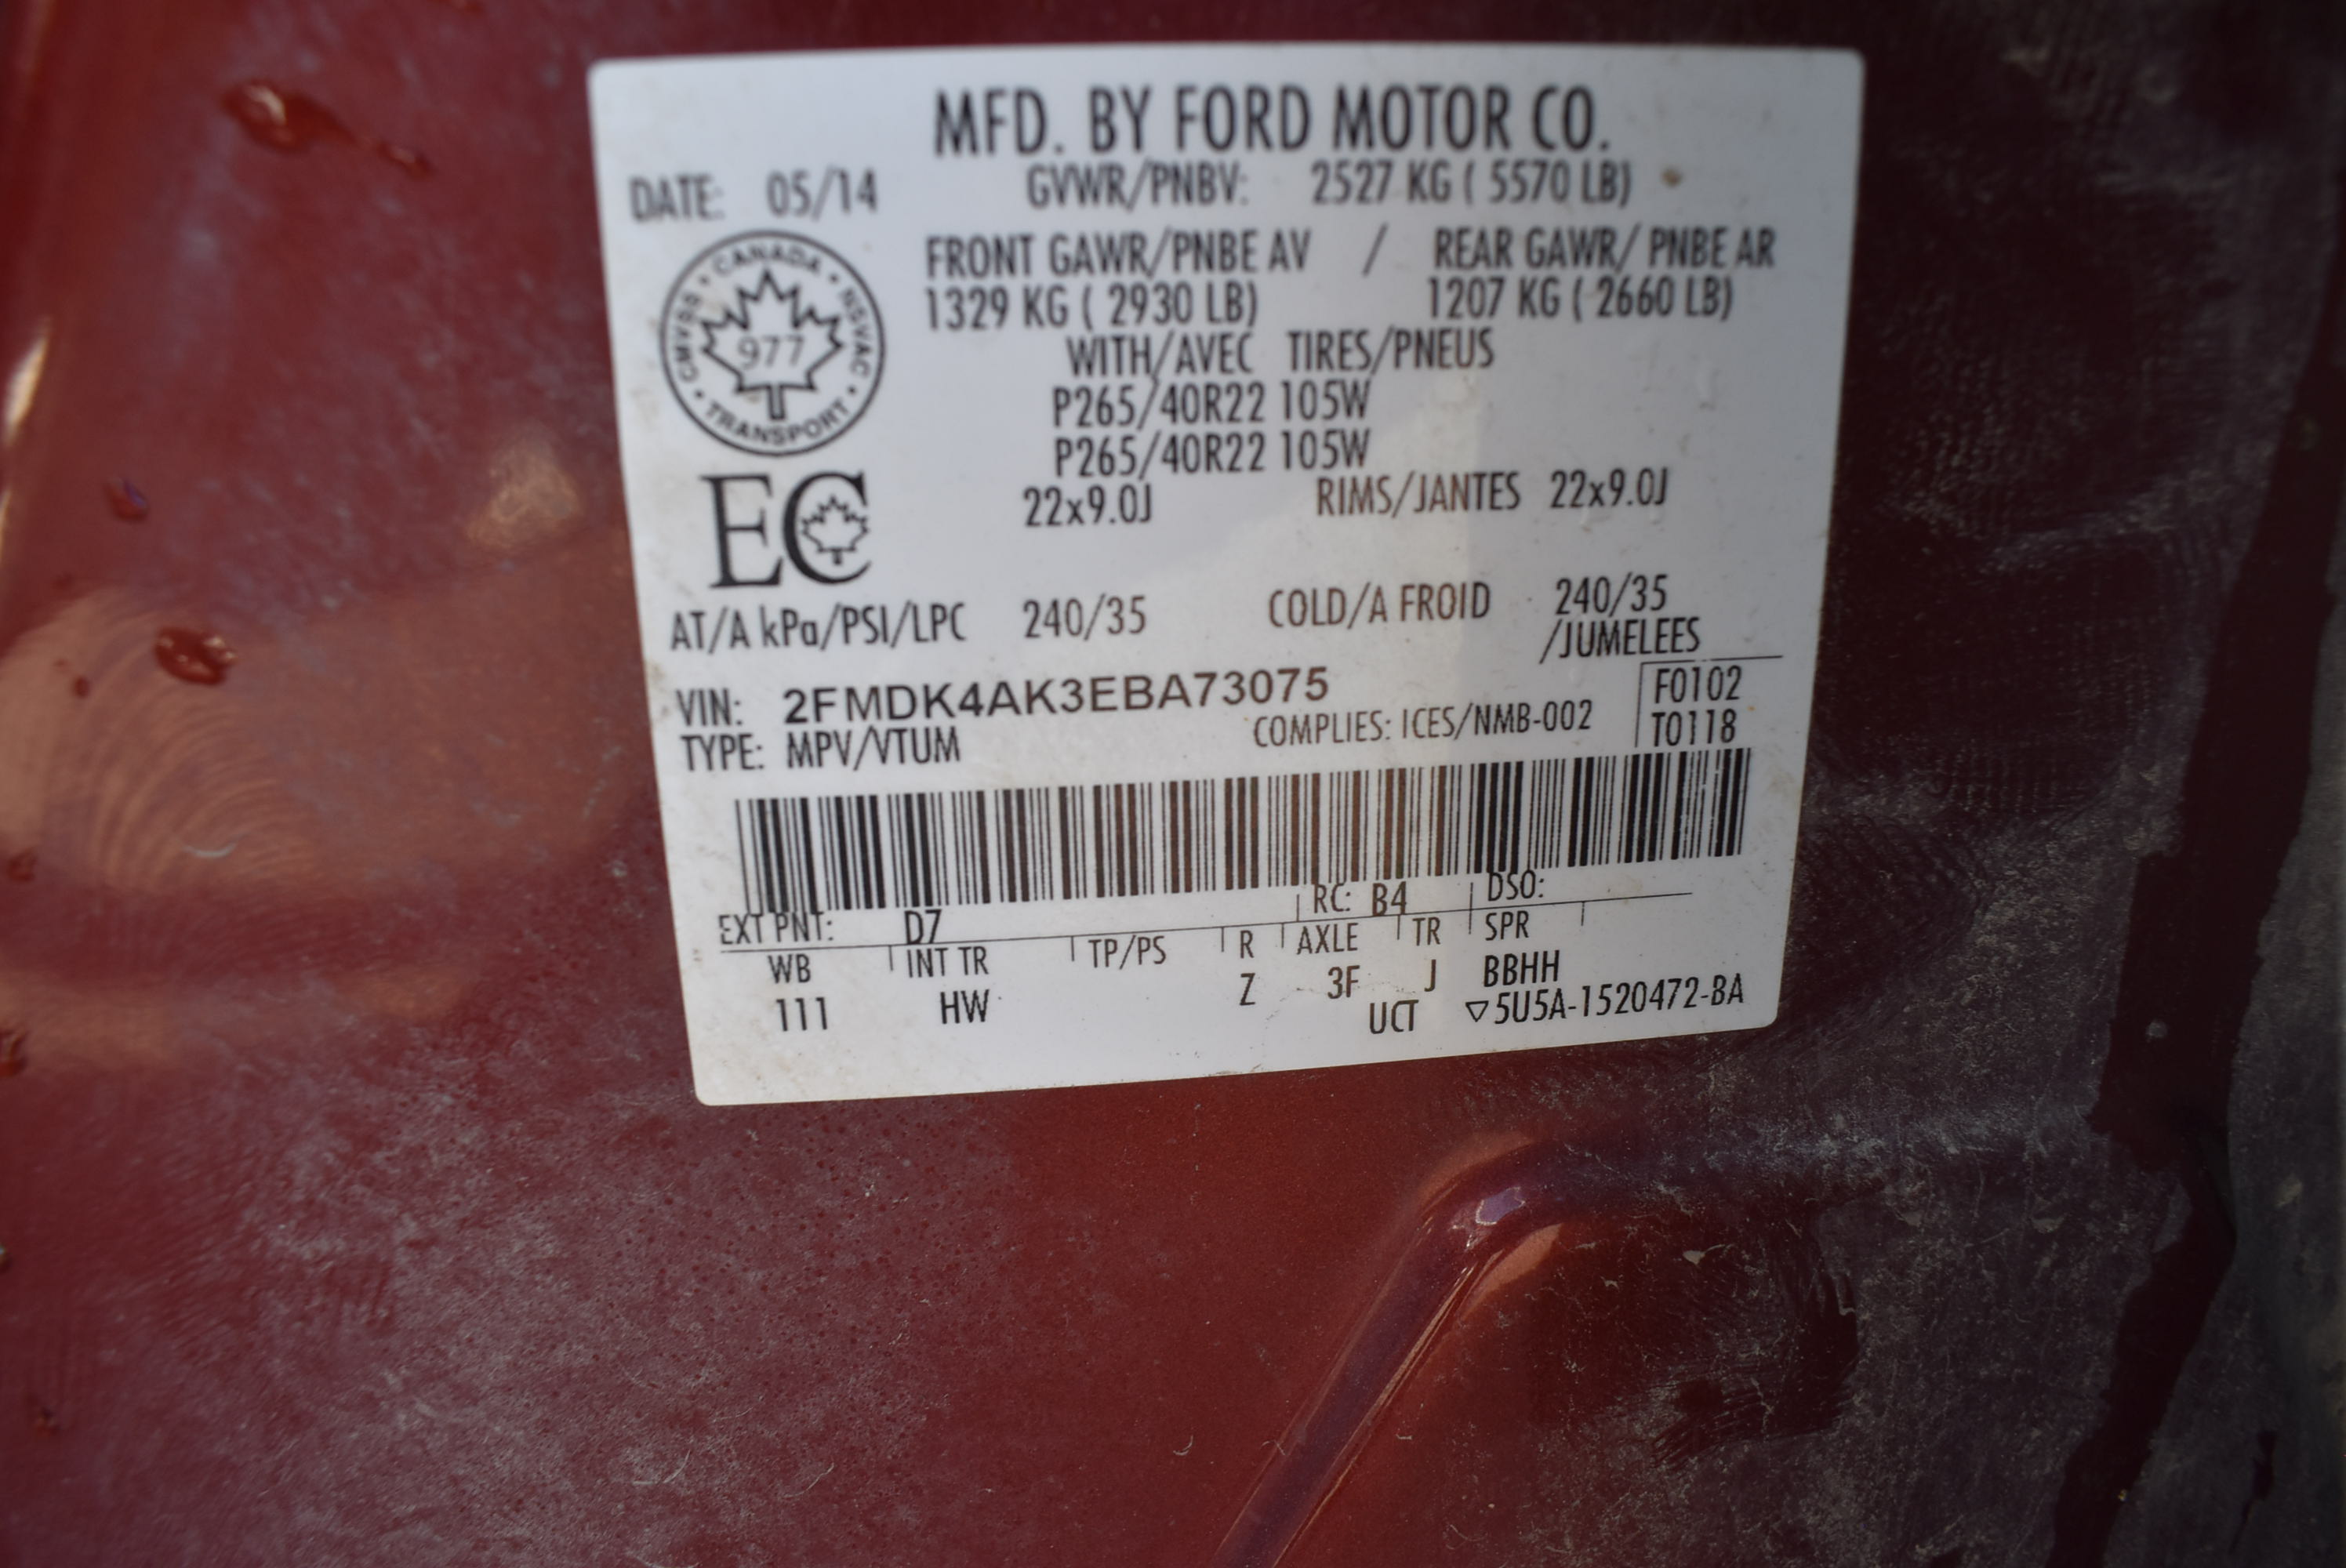 MFD. BY FORD MOTOR CO.
DATE: 05/14 GVWR/PNBV: 2527 KG ( 5570 LB)
FRONT GAWR/PNBE AV / REAR GAWR/ PNBE AR
1329 KG ( 2930 LB) 1207 KG ( 2660 LB)
CANADA • NSVAC • TRANSPORT • CMVSS •
977
WITH/AVEC TIRES/PNEUS
P265/40R22 105W
P265/40R22 105W
EC
22x9.0J RIMS/JANTES 22x9.0J
AT/A kPa/PSI/LPC 240/35 COLD/A FROID 240/35
/JUMELEES
VIN: 2FMDK4AK3EBA73075 F0102
TYPE: MPV/VTUM COMPLIES: ICES/NMB-002 T0118
EXT PNT: D7 RC: B4 DSO:
WB INT TR TP/PS R AXLE TR SPR
111 HW Z 3F J BBHH
UCT ▽5U5A-1520472-BA